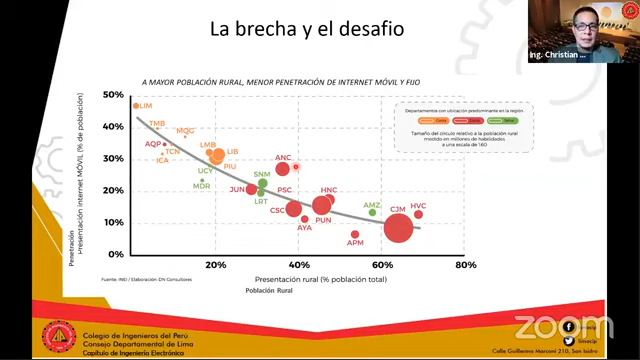 La brecha y el desafio
Ing. Christian
A MAYOR POBLACIÓN RURAL, MENOR PENETRACIÓN DE INTERNET MÓVIL Y FIJO
Departamentos con ubicación predominante en la región
Costa Sierra Selva
Tamaño del círculo relativo a la población rural
medido en millones de habilidades
a una escala de 1:60
Penetración
Presentación internet MÓVIL (% de población)
50%
40%
30%
20%
10%
0%
LIM
TMB
MQG
AQP
TCN
ICA
LMB
LIB
PIU
UCY
MDR
ANC
SNM
JUN
LRT
PSC
CSC
HNC
PUN
AYA
AMZ
APM
CJM
HVC
20% 40% 60% 80%
Presentación rural (% población total)
Población Rural
Fuente: INEI / Elaboración: DN Consultores
Colegio de Ingenieros del Perú
Consejo Departamental de Lima
Capítulo de Ingeniería Electrónica
zoom
limacip
limacip
Calle Guillermo Marconi 210, San Isidro